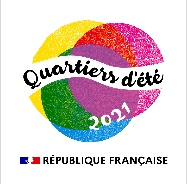 Quartiers d'été
2021
RÉPUBLIQUE FRANÇAISE